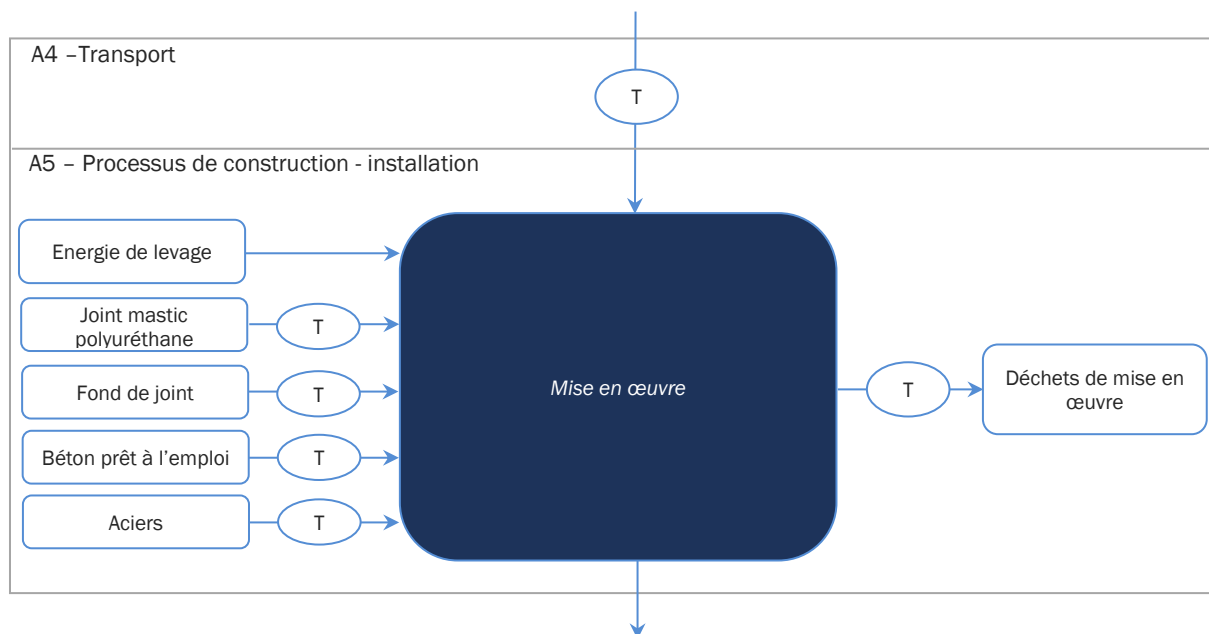 A4 –Transport
T
A5 – Processus de construction - installation
Energie de levage
Joint mastic
polyuréthane
T
Fond de joint
T
Béton prêt à l’emploi
T
Aciers
T
Mise en œuvre
T
Déchets de mise en
œuvre